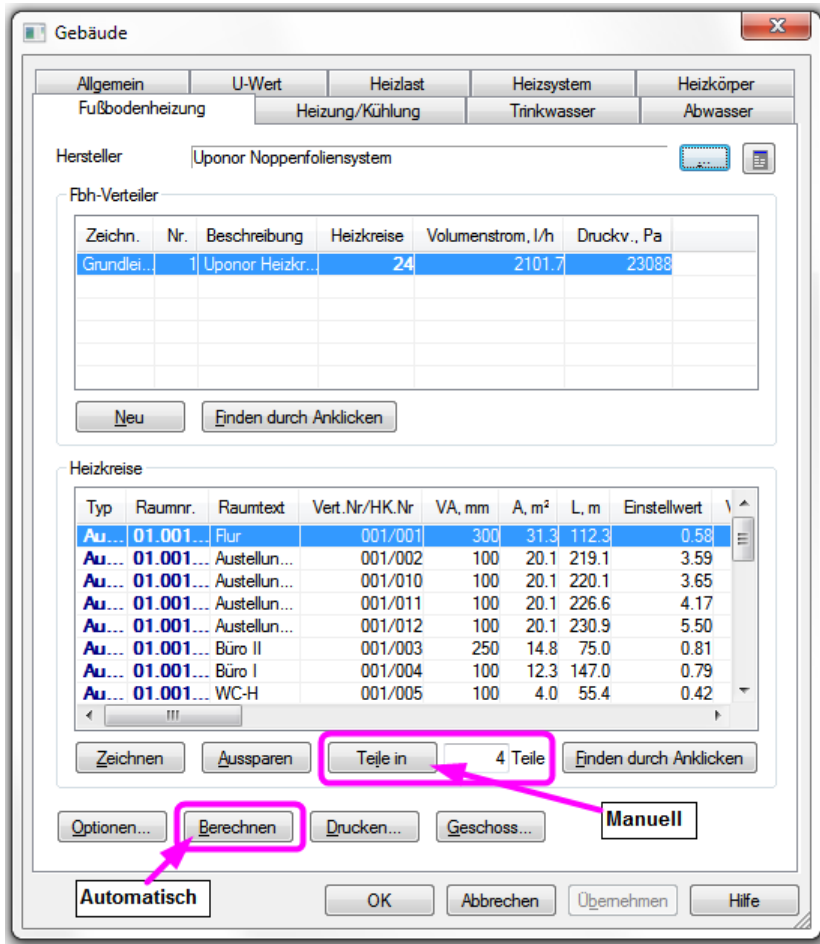 Gebäude
Allgemein U-Wert Heizlast Heizsystem Heizkörper
Fußbodenheizung Heizung/Kühlung Trinkwasser Abwasser
Hersteller Uponor Noppenfoliensystem ...
Fbh-Verteiler
Zeichn. Nr. Beschreibung Heizkreise Volumenstrom, l/h Druckv., Pa
Grundlei... 1 Uponor Heizkr... 24 2101.7 23088
Neu Finden durch Anklicken
Heizkreise
Typ Raumnr. Raumtext Vert.Nr/HK.Nr VA, mm A, m² L, m Einstellwert
Au... 01.001... Flur 001/001 300 31.3 112.3 0.58
Au... 01.001... Austellun... 001/002 100 20.1 219.1 3.59
Au... 01.001... Austellun... 001/010 100 20.1 220.1 3.65
Au... 01.001... Austellun... 001/011 100 20.1 226.6 4.17
Au... 01.001... Austellun... 001/012 100 20.1 230.9 5.50
Au... 01.001... Büro II 001/003 250 14.8 75.0 0.81
Au... 01.001... Büro I 001/004 100 12.3 147.0 0.79
Au... 01.001... WC-H 001/005 100 4.0 55.4 0.42
Zeichnen Aussparen Teile in 4 Teile Finden durch Anklicken
Optionen... Berechnen Drucken... Geschoss... Manuell
Automatisch OK Abbrechen Übernehmen Hilfe